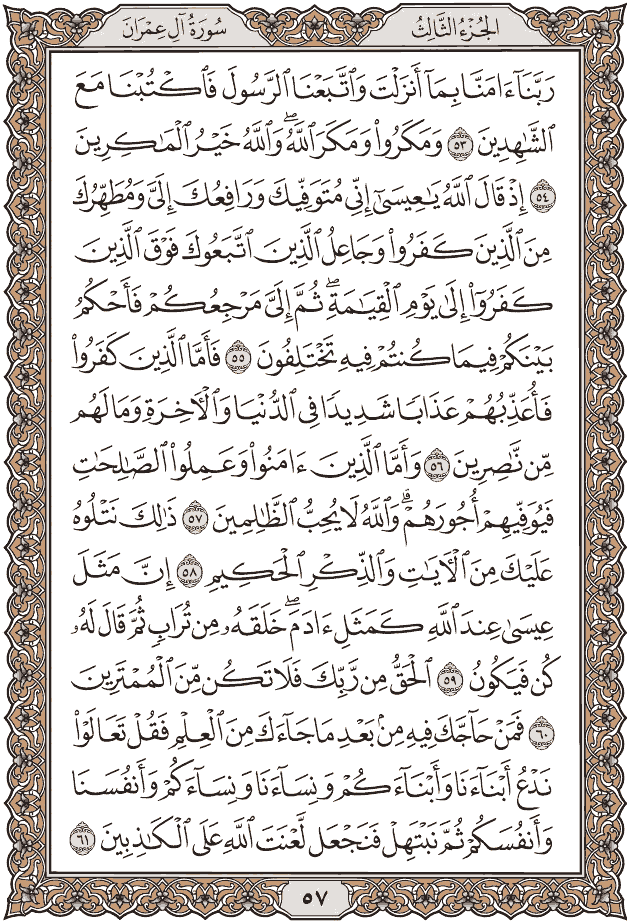 الجُزْءُ الثَّالِثُ
سُورَةُ آلِ عِمْرَان
رَبَّنَآ ءَامَنَّا بِمَآ أَنزَلْتَ وَٱتَّبَعْنَا ٱلرَّسُولَ فَٱكْتُبْنَا مَعَ
ٱلشَّٰهِدِينَ ٥٣ وَمَكَرُوا۟ وَمَكَرَ ٱللَّهُ ۖ وَٱللَّهُ خَيْرُ ٱلْمَٰكِرِينَ
٥٤ إِذْ قَالَ ٱللَّهُ يَٰعِيسَىٰٓ إِنِّى مُتَوَفِّيكَ وَرَافِعُكَ إِلَىَّ وَمُطَهِّرُكَ
مِنَ ٱلَّذِينَ كَفَرُوا۟ وَجَاعِلُ ٱلَّذِينَ ٱتَّبَعُوكَ فَوْقَ ٱلَّذِينَ
كَفَرُوٓا۟ إِلَىٰ يَوْمِ ٱلْقِيَٰمَةِ ۖ ثُمَّ إِلَىَّ مَرْجِعُكُمْ فَأَحْكُمُ
بَيْنَكُمْ فِيمَا كُنتُمْ فِيهِ تَخْتَلِفُونَ ٥٥ فَأَمَّا ٱلَّذِينَ كَفَرُوا۟
فَأُعَذِّبُهُمْ عَذَابًا شَدِيدًا فِى ٱلدُّنْيَا وَٱلْءَاخِرَةِ وَمَا لَهُم
مِّن نَّٰصِرِينَ ٥٦ وَأَمَّا ٱلَّذِينَ ءَامَنُوا۟ وَعَمِلُوا۟ ٱلصَّٰلِحَٰتِ
فَيُوَفِّيهِمْ أُجُورَهُمْ ۗ وَٱللَّهُ لَا يُحِبُّ ٱلظَّٰلِمِينَ ٥٧ ذَٰلِكَ نَتْلُوهُ
عَلَيْكَ مِنَ ٱلْءَايَٰتِ وَٱلذِّكْرِ ٱلْحَكِيمِ ٥٨ إِنَّ مَثَلَ
عِيسَىٰ عِندَ ٱللَّهِ كَمَثَلِ ءَادَمَ ۖ خَلَقَهُۥ مِن تُرَابٍ ثُمَّ قَالَ لَهُۥ
كُن فَيَكُونُ ٥٩ ٱلْحَقُّ مِن رَّبِّكَ فَلَا تَكُن مِّنَ ٱلْمُمْتَرِينَ
٦٠ فَمَنْ حَآجَّكَ فِيهِ مِنۢ بَعْدِ مَا جَآءَكَ مِنَ ٱلْعِلْمِ فَقُلْ تَعَالَوْا۟
نَدْعُ أَبْنَآءَنَا وَأَبْنَآءَكُمْ وَنِسَآءَنَا وَنِسَآءَكُمْ وَأَنفُسَنَا
وَأَنفُسَكُمْ ثُمَّ نَبْتَهِلْ فَنَجْعَل لَّعْنَتَ ٱللَّهِ عَلَى ٱلْكَٰذِبِينَ ٦١
٥٧